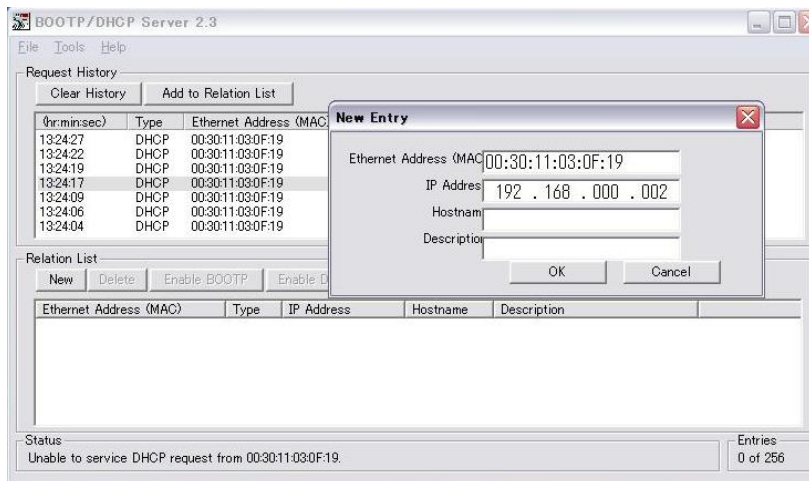 BOOTP/DHCP Server 2.3
File Tools Help
Request History
Clear History Add to Relation List
(hr:min:sec) Type Ethernet Address (MAC
13:24:27 DHCP 00:30:11:03:0F:19
13:24:22 DHCP 00:30:11:03:0F:19
13:24:19 DHCP 00:30:11:03:0F:19
13:24:17 DHCP 00:30:11:03:0F:19
13:24:09 DHCP 00:30:11:03:0F:19
13:24:06 DHCP 00:30:11:03:0F:19
13:24:04 DHCP 00:30:11:03:0F:19
New Entry
Ethernet Address (MAC 00:30:11:03:0F:19
IP Addres 192 . 168 . 000 . 002
Hostnam
Descriptio
OK Cancel
Relation List
New Delete Enable BOOTP Enable D
Ethernet Address (MAC) Type IP Address Hostname Description
Status
Unable to service DHCP request from 00:30:11:03:0F:19.
Entries
0 of 256